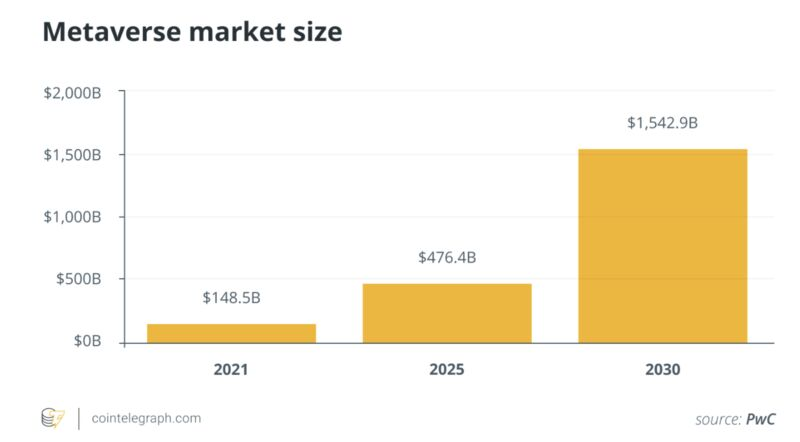 Metaverse market size
$2,000B
$1,500B
$1,000B
$500B
$0B
$148.5B
$476.4B
$1,542.9B
2021
2025
2030
cointelegraph.com
source: PwC